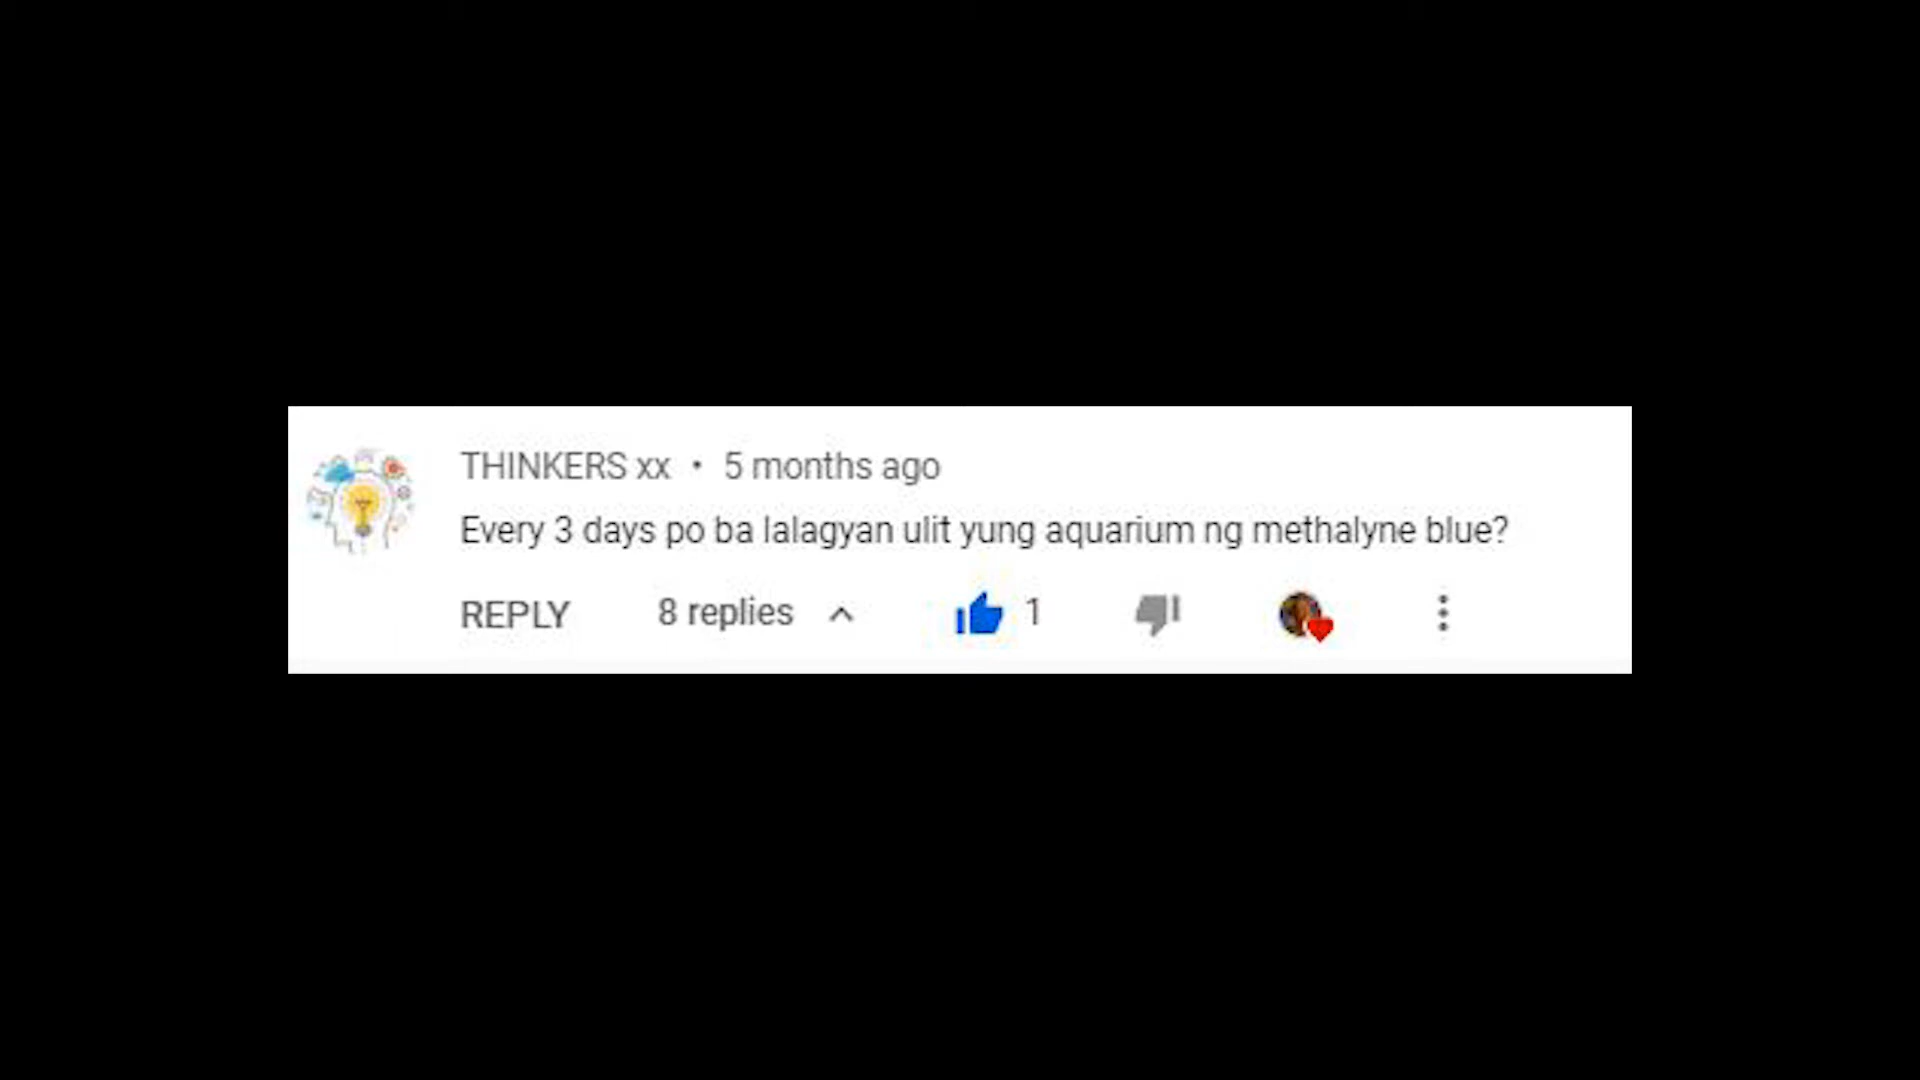 THINKERS xx • 5 months ago
Every 3 days po ba lalagyan ulit yung aquarium ng methalyne blue?
REPLY 8 replies 1